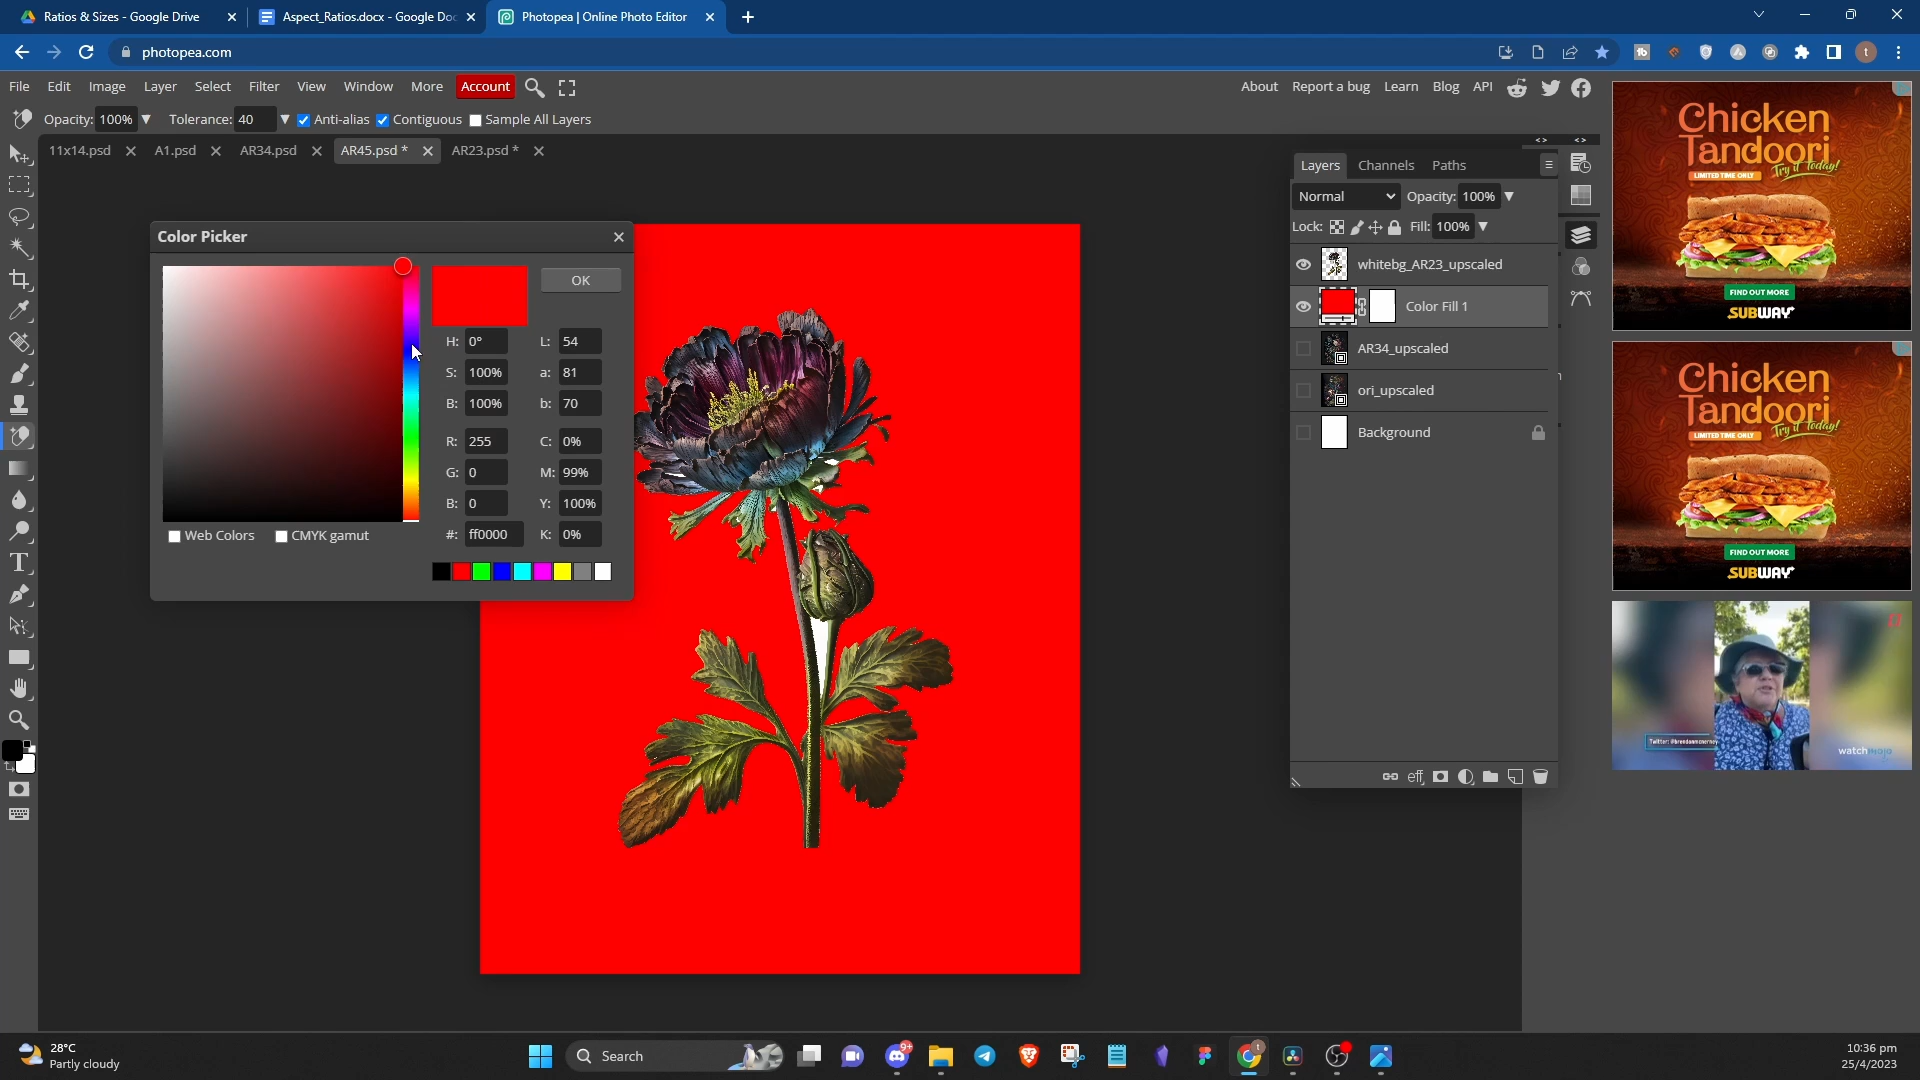 Ratios & Sizes - Google Drive
Aspect_Ratios.docx - Google Doc
Photopea | Online Photo Editor
photopea.com
t
File Edit Image Layer Select Filter View Window More Account
About Report a bug Learn Blog API
Opacity: 100% Tolerance: 40 Anti-alias Contiguous Sample All Layers
11x14.psd A1.psd AR34.psd AR45.psd * AR23.psd *
Color Picker
OK
H: 0° L: 54
S: 100% a: 81
B: 100% b: 70
R: 255 C: 0%
G: 0 M: 99%
B: 0 Y: 100%
#: ff0000 K: 0%
Web Colors CMYK gamut
Layers Channels Paths
Normal Opacity: 100%
Lock: Fill: 100%
whitebg_AR23_upscaled
Color Fill 1
AR34_upscaled
ori_upscaled
Background
eff
Chicken
Tandoori
LIMITED TIME ONLY
Try it Today!
FIND OUT MORE
SUBWAY
Chicken
Tandoori
LIMITED TIME ONLY
Try it Today!
FIND OUT MORE
SUBWAY
watchmojo
28°C
Partly cloudy
Search
9+
10:36 pm
25/4/2023